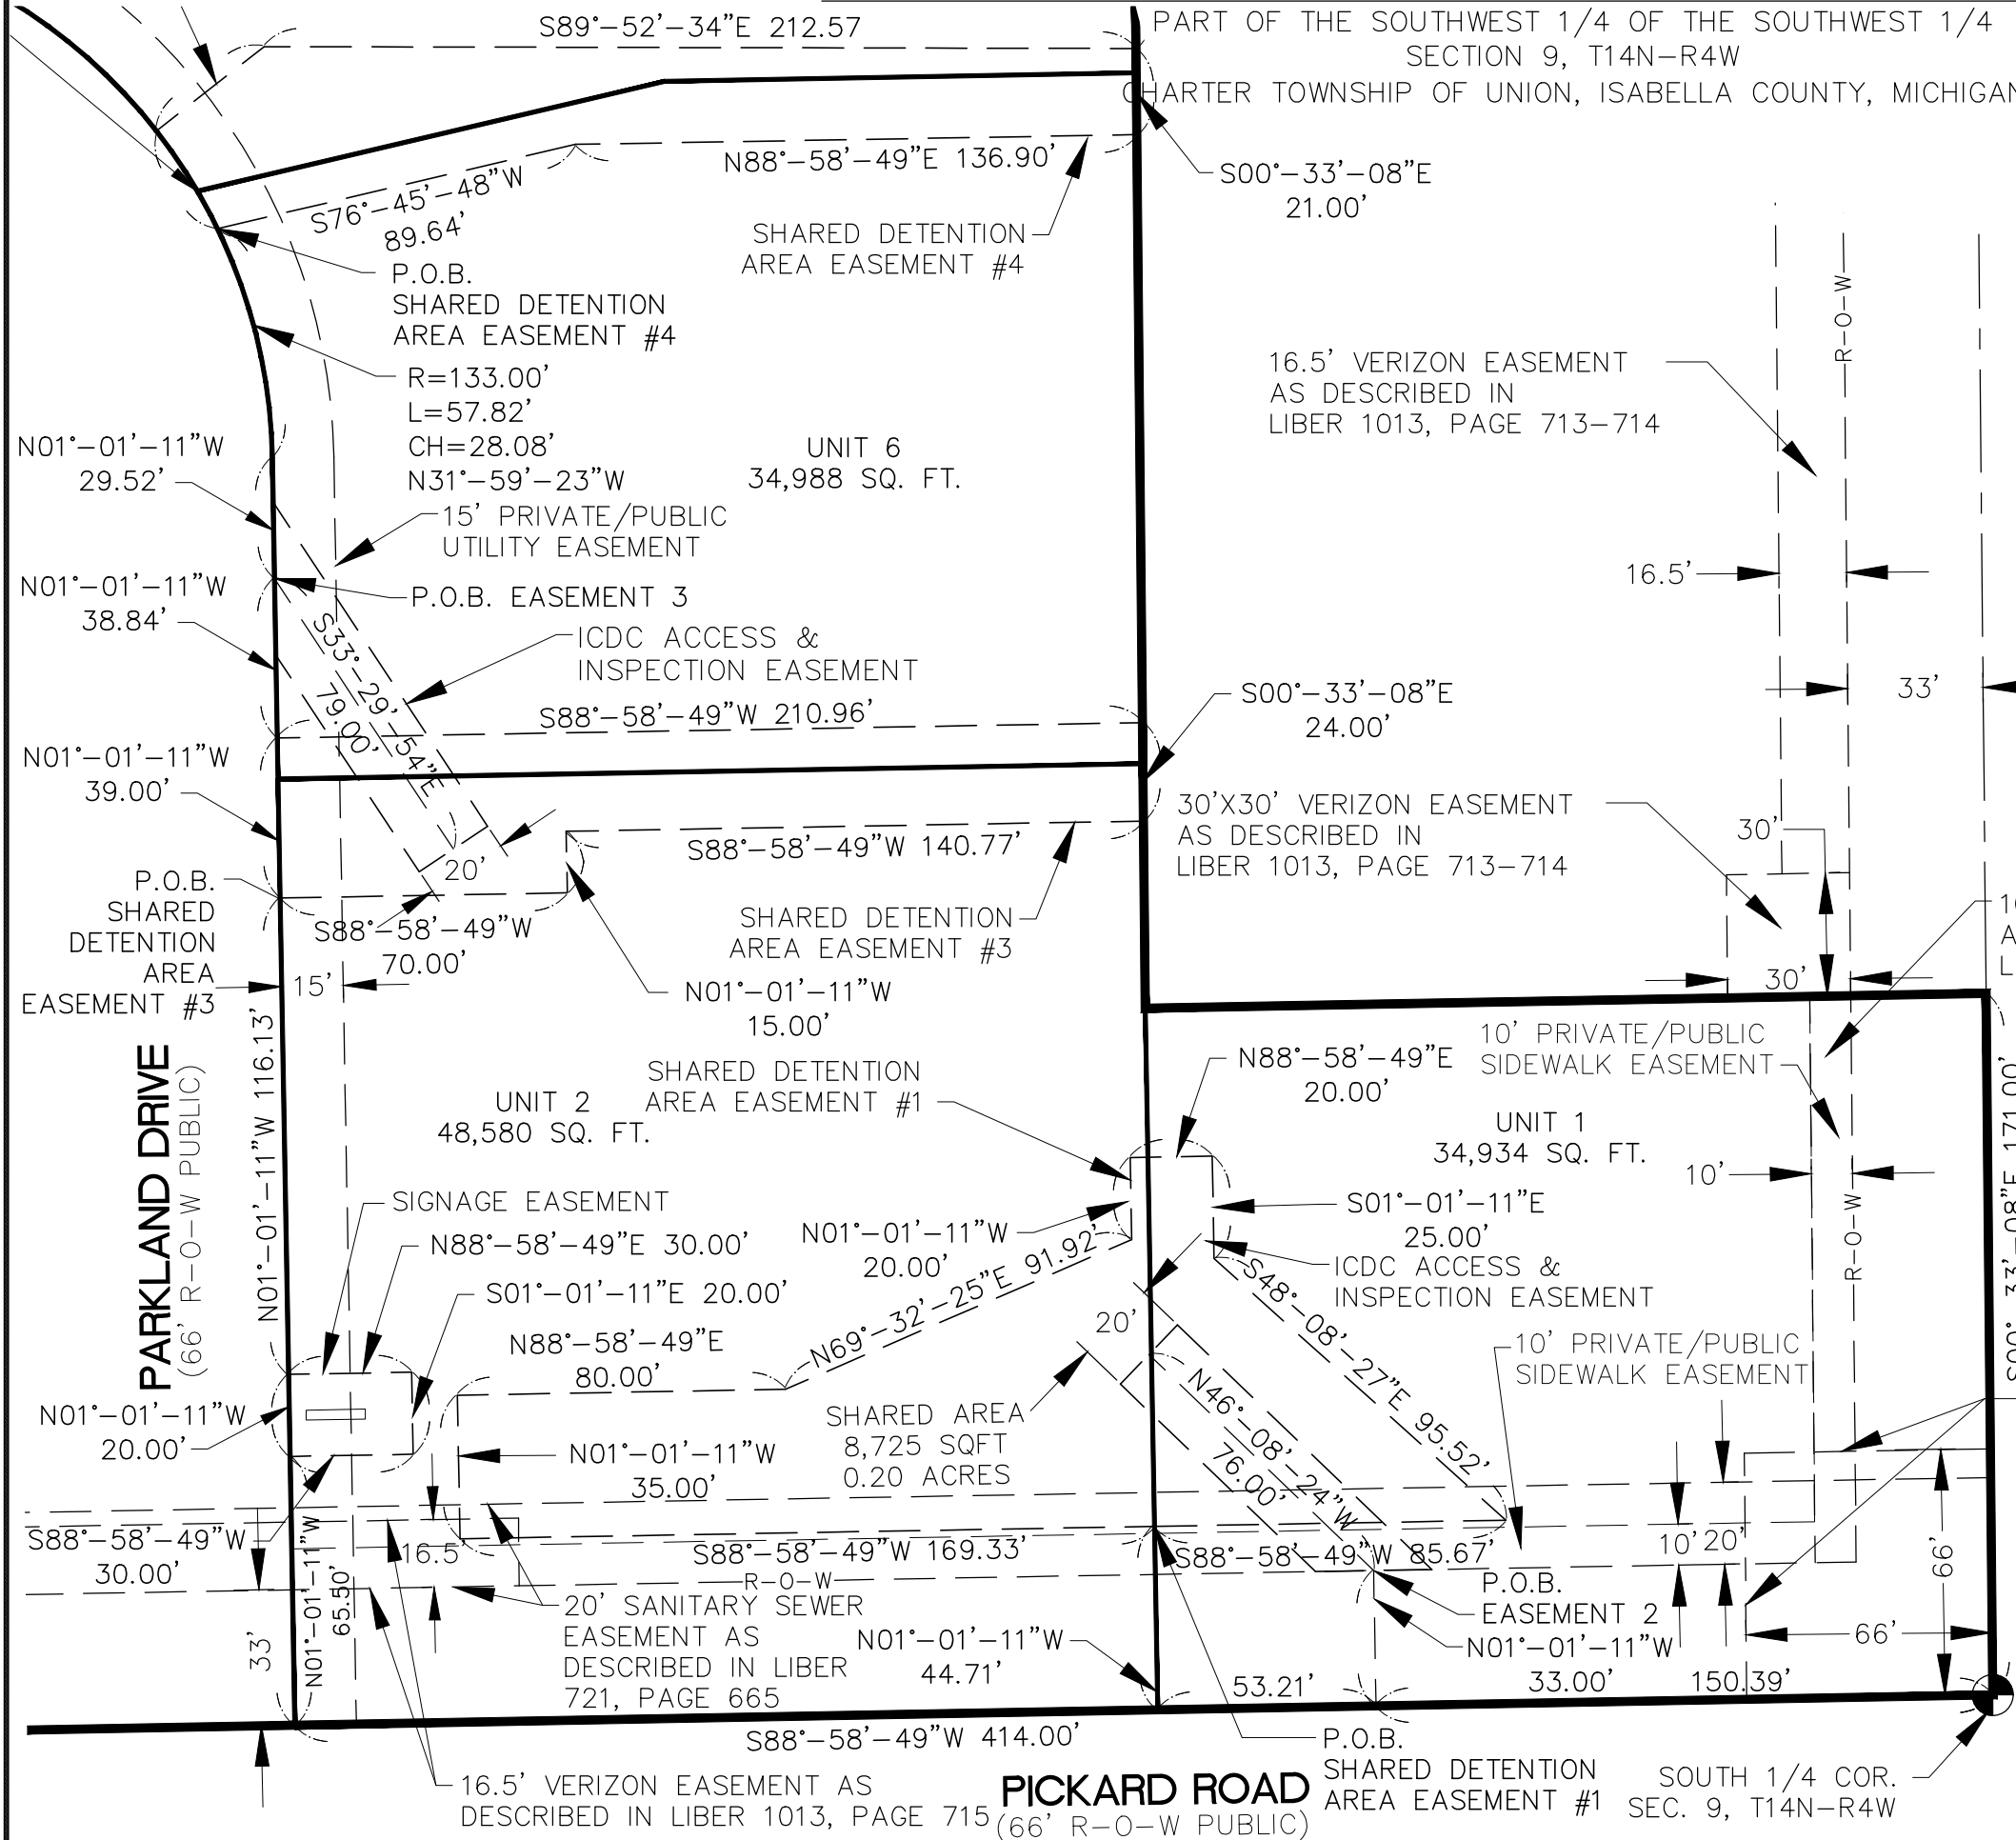 S89°-52'-34"E 212.57
PART OF THE SOUTHWEST 1/4 OF THE SOUTHWEST 1/4
SECTION 9, T14N-R4W
CHARTER TOWNSHIP OF UNION, ISABELLA COUNTY, MICHIGAN
N88°-58'-49"E 136.90'
S76°-45'-48"W
89.64'
S00°-33'-08"E
21.00'
SHARED DETENTION
AREA EASEMENT #4
P.O.B.
SHARED DETENTION
AREA EASEMENT #4
R=133.00'
L=57.82'
CH=28.08'
N31°-59'-23"W
UNIT 6
34,988 SQ. FT.
16.5' VERIZON EASEMENT
AS DESCRIBED IN
LIBER 1013, PAGE 713-714
R-O-W
N01°-01'-11"W
29.52'
15' PRIVATE/PUBLIC
UTILITY EASEMENT
16.5'
N01°-01'-11"W
38.84'
P.O.B. EASEMENT 3
ICDC ACCESS &
INSPECTION EASEMENT
S33°-29'-54"E
79.00'
S88°-58'-49"W 210.96'
S00°-33'-08"E
24.00'
33'
N01°-01'-11"W
39.00'
S88°-58'-49"W 140.77'
30'X30' VERIZON EASEMENT
AS DESCRIBED IN
LIBER 1013, PAGE 713-714
30'
20'
P.O.B.
SHARED
DETENTION
AREA
EASEMENT #3
S88°-58'-49"W
70.00'
15'
SHARED DETENTION
AREA EASEMENT #3
N01°-01'-11"W
15.00'
30'
10' PRIVATE/PUBLIC
SIDEWALK EASEMENT
N88°-58'-49"E
20.00'
SHARED DETENTION
AREA EASEMENT #1
UNIT 2
48,580 SQ. FT.
UNIT 1
34,934 SQ. FT.
10'
S00°-33'-08"E 171.00'
PARKLAND DRIVE
(66' R-O-W PUBLIC)
N01°-01'-11"W 116.13'
SIGNAGE EASEMENT
N88°-58'-49"E 30.00'
S01°-01'-11"E 20.00'
N01°-01'-11"W
20.00'
S01°-01'-11"E
25.00'
ICDC ACCESS &
INSPECTION EASEMENT
R-O-W
N69°-32'-25"E 91.92'
S48°-08'-27"E 95.52'
20'
N88°-58'-49"E
80.00'
10' PRIVATE/PUBLIC
SIDEWALK EASEMENT
N01°-01'-11"W
20.00'
SHARED AREA
8,725 SQFT
0.20 ACRES
N46°-08'-24"W
76.00'
N01°-01'-11"W
35.00'
S88°-58'-49"W
30.00'
16.5'
S88°-58'-49"W 169.33'
S88°-58'-49"W 85.67'
10'
20'
66'
R-O-W
N01°-01'-11"W
65.50'
33'
20' SANITARY SEWER
EASEMENT AS
DESCRIBED IN LIBER
721, PAGE 665
N01°-01'-11"W
44.71'
P.O.B.
EASEMENT 2
N01°-01'-11"W
33.00'
66'
53.21'
150.39'
S88°-58'-49"W 414.00'
P.O.B.
SHARED DETENTION
AREA EASEMENT #1
16.5' VERIZON EASEMENT AS
DESCRIBED IN LIBER 1013, PAGE 715
PICKARD ROAD
(66' R-O-W PUBLIC)
SOUTH 1/4 COR.
SEC. 9, T14N-R4W